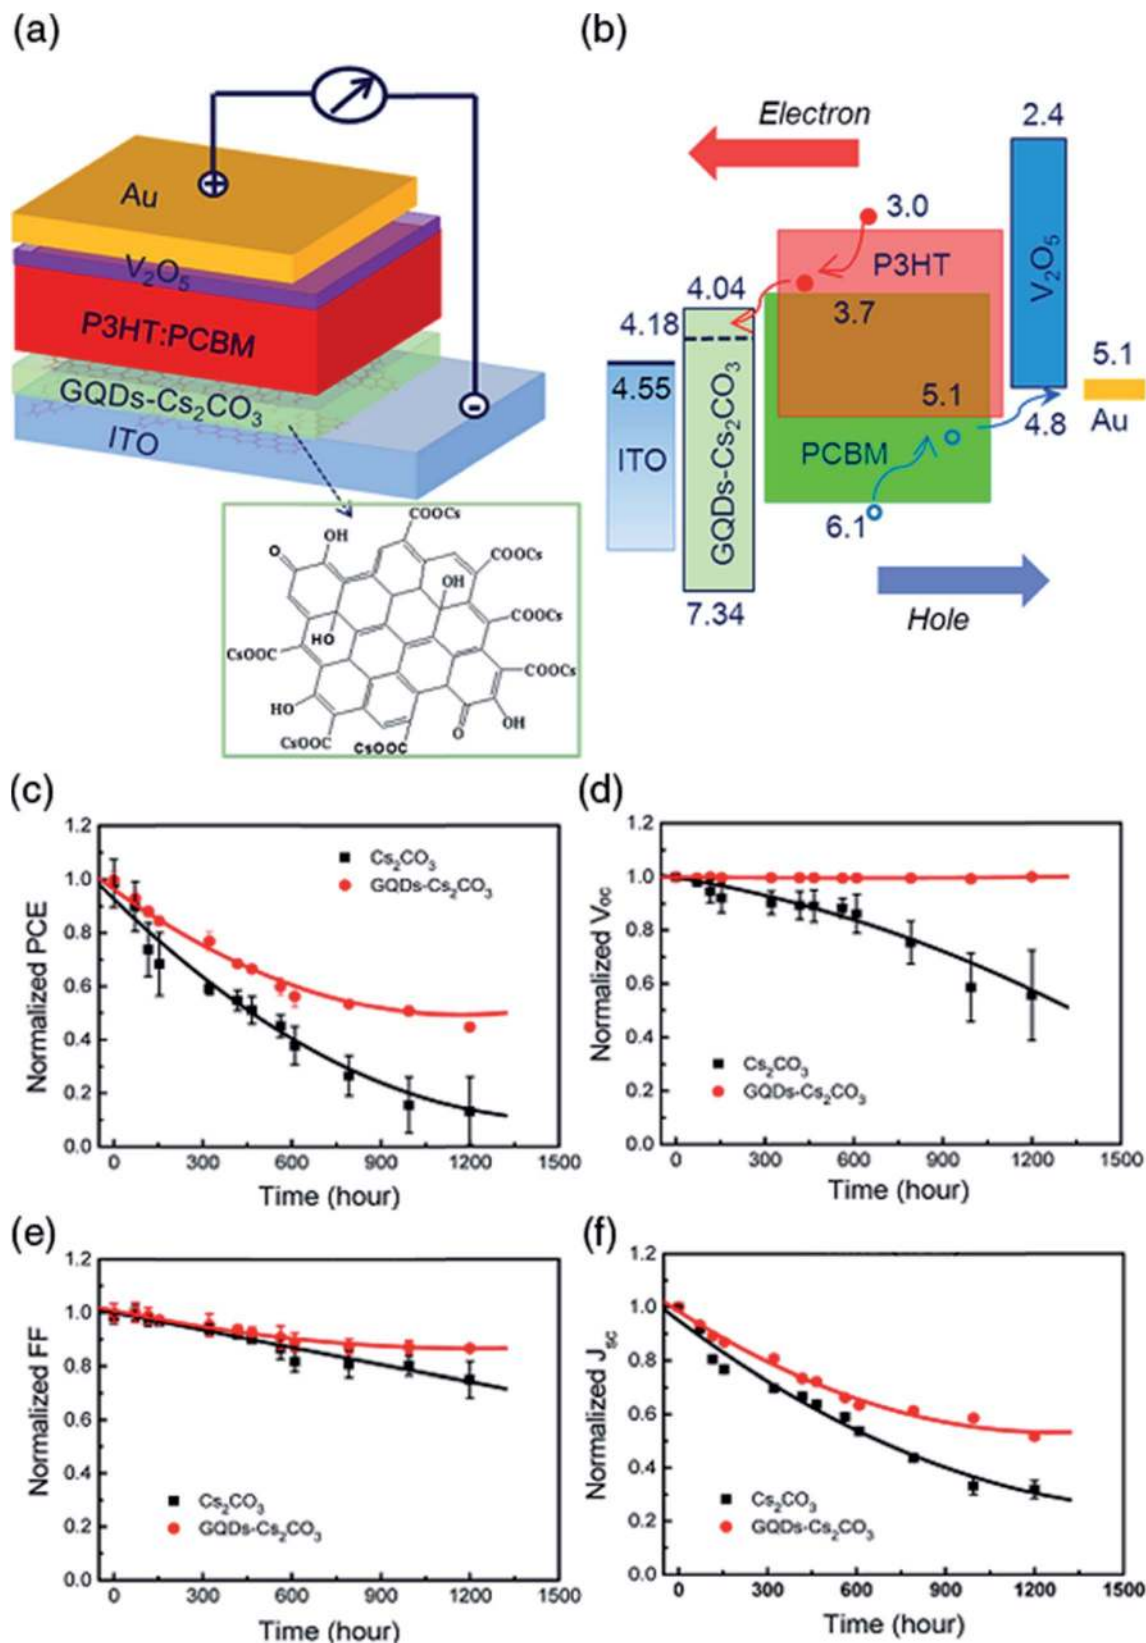 (a)
Au
V₂O₅
P3HT:PCBM
GQDs-Cs₂CO₃
ITO
+
-
COOCs
OH
O
COOCs
OH
COOCs
HO
CsOOC
COOCs
HO
O
OH
CsOOC
CsOOC
(b)
Electron
2.4
3.0
P3HT
V₂O₅
4.04
3.7
4.18
5.1
4.55
5.1
GQDs-Cs₂CO₃
4.8
Au
ITO
PCBM
6.1
7.34
Hole
(c)
Normalized PCE
1.2
1.0
0.8
0.6
0.4
0.2
0.0
Cs₂CO₃
GQDs-Cs₂CO₃
0 300 600 900 1200 1500
Time (hour)
(d)
Normalized Voc
1.2
1.0
0.8
0.6
0.4
0.2
0.0
Cs₂CO₃
GQDs-Cs₂CO₃
0 300 600 900 1200 1500
Time (hour)
(e)
Normalized FF
1.2
1.0
0.8
0.6
0.4
0.2
0.0
Cs₂CO₃
GQDs-Cs₂CO₃
0 300 600 900 1200 1500
Time (hour)
(f)
Normalized Jsc
1.2
1.0
0.8
0.6
0.4
0.2
0.0
Cs₂CO₃
GQDs-Cs₂CO₃
0 300 600 900 1200 1500
Time (hour)